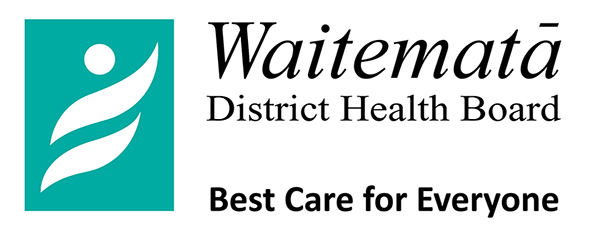 Waitematā
District Health Board
Best Care for Everyone